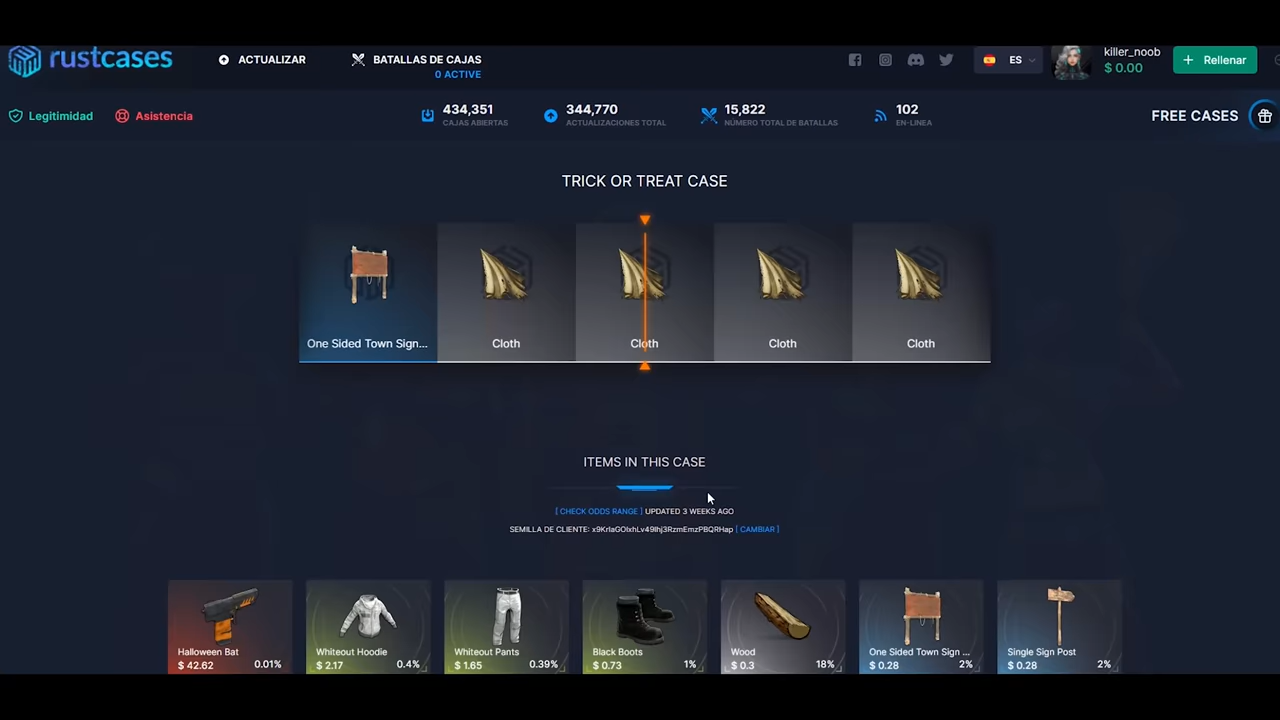 rustcases
ACTUALIZAR
BATALLAS DE CAJAS
0 ACTIVE
ES
killer_noob
$ 0.00
+ Rellenar
Legitimidad
Asistencia
434,351
CAJAS ABIERTAS
344,770
ACTUALIZACIONES TOTAL
15,822
NÚMERO TOTAL DE BATALLAS
102
EN-LINEA
FREE CASES
TRICK OR TREAT CASE
One Sided Town Sign...
Cloth
Cloth
Cloth
Cloth
ITEMS IN THIS CASE
[ CHECK ODDS RANGE ] UPDATED 3 WEEKS AGO
SEMILLA DE CLIENTE: [ CAMBIAR ]
Halloween Bat
$ 42.62 0.01%
Whiteout Hoodie
$ 2.17 0.4%
Whiteout Pants
$ 1.65 0.39%
Black Boots
$ 0.73 1%
Wood
$ 0.3 18%
One Sided Town Sign ...
$ 0.28 2%
Single Sign Post
$ 0.28 2%